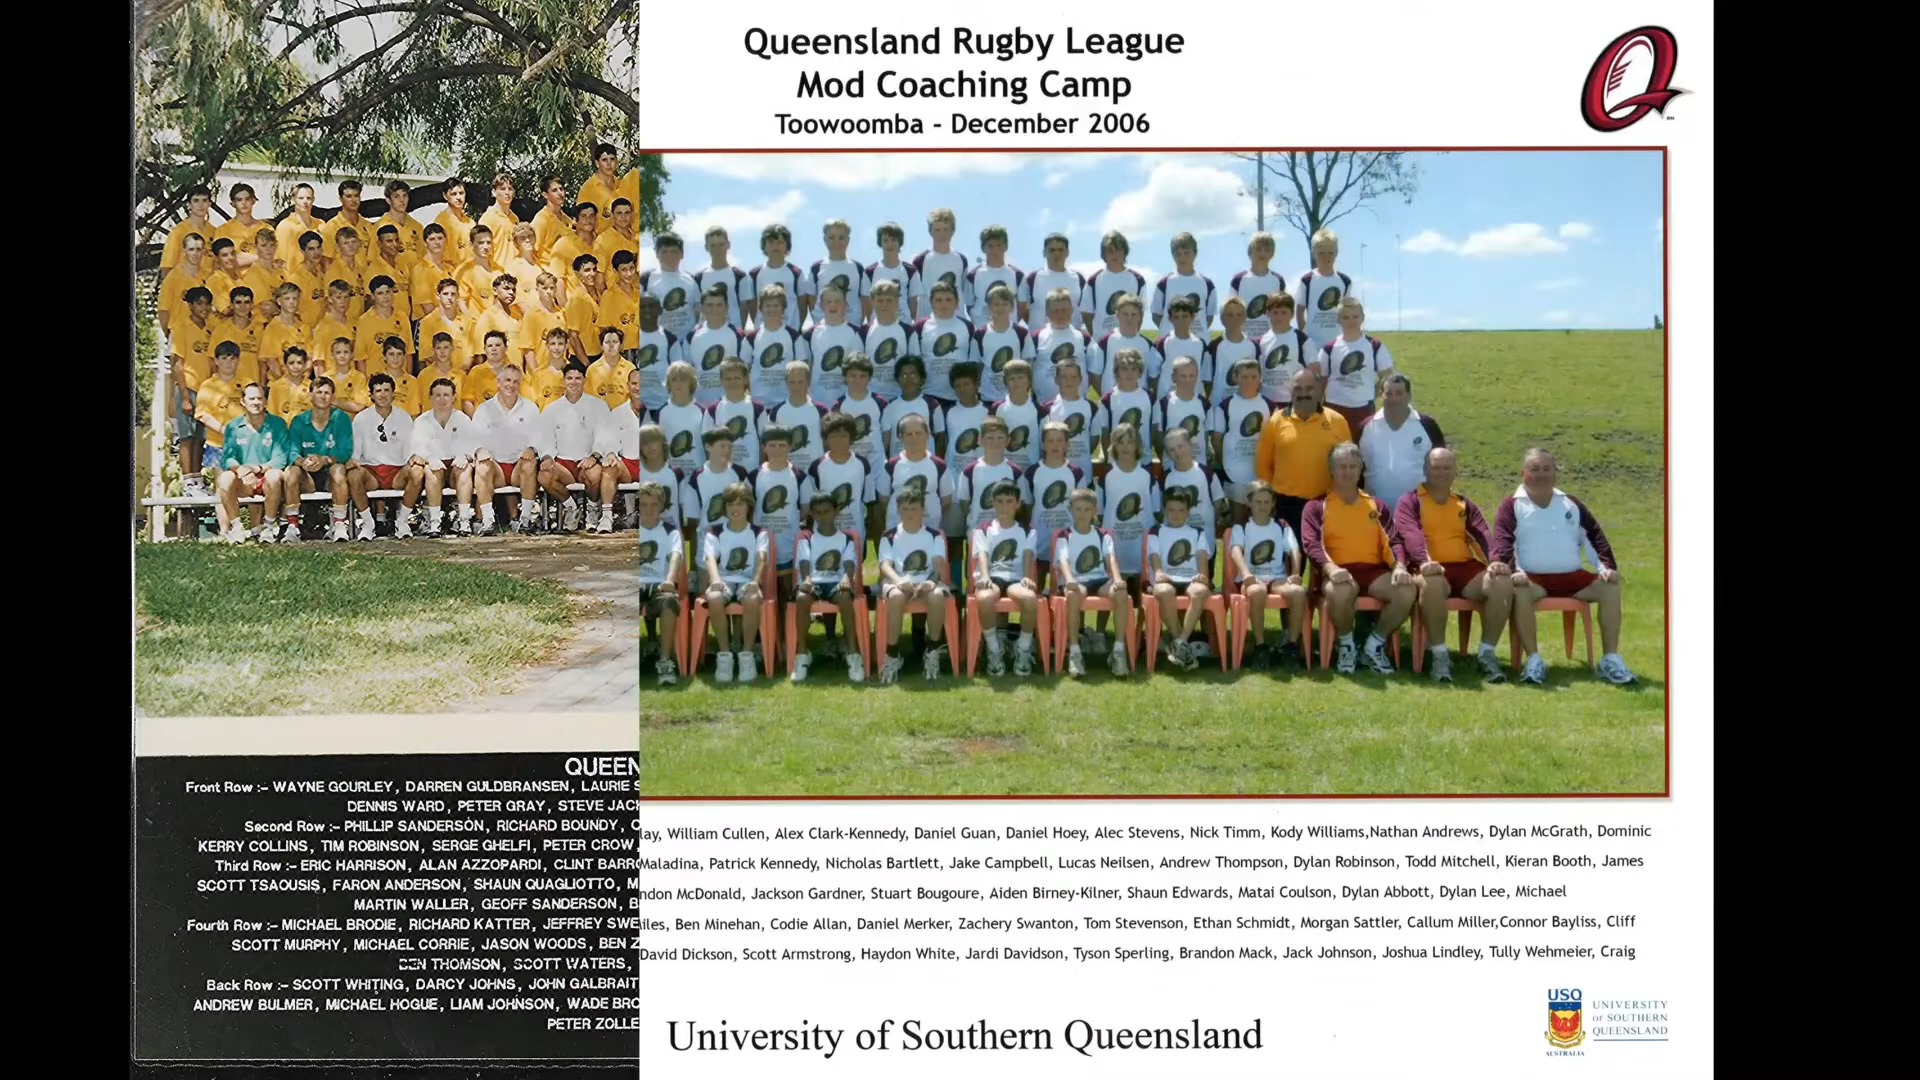 Queensland Rugby League
Mod Coaching Camp
Toowoomba - December 2006
QUEEN
Front Row :- WAYNE GOURLEY, DARREN GULDBRANSEN, LAURIE S
DENNIS WARD, PETER GRAY, STEVE JAC
Second Row :- PHILLIP SANDERSON, RICHARD BOUNDY, C
KERRY COLLINS, TIM ROBINSON, SERGE GHELFI, PETER CROW,
Third Row :- ERIC HARRISON, ALAN AZZOPARDI, CLINT BARR
SCOTT TSAOUSIS, FARON ANDERSON, SHAUN QUAGLIOTTO, M
MARTIN WALLER, GEOFF SANDERSON, B
Fourth Row :- MICHAEL BRODIE, RICHARD KATTER, JEFFREY SWE
SCOTT MURPHY, MICHAEL CORRIE, JASON WOODS, BEN Z
BEN THOMSON, SCOTT WATERS,
Back Row :- SCOTT WHITING, DARCY JOHNS, JOHN GALBRAIT
ANDREW BULMER, MICHAEL HOGUE, LIAM JOHNSON, WADE BRO
PETER ZOLLE
lay, William Cullen, Alex Clark-Kennedy, Daniel Guan, Daniel Hoey, Alec Stevens, Nick Timm, Kody Williams,Nathan Andrews, Dylan McGrath, Dominic
Maladina, Patrick Kennedy, Nicholas Bartlett, Jake Campbell, Lucas Neilsen, Andrew Thompson, Dylan Robinson, Todd Mitchell, Kieran Booth, James
ndon McDonald, Jackson Gardner, Stuart Bougoure, Aiden Birney-Kilner, Shaun Edwards, Matai Coulson, Dylan Abbott, Dylan Lee, Michael
iles, Ben Minehan, Codie Allan, Daniel Merker, Zachery Swanton, Tom Stevenson, Ethan Schmidt, Morgan Sattler, Callum Miller,Connor Bayliss, Cliff
David Dickson, Scott Armstrong, Haydon White, Jardi Davidson, Tyson Sperling, Brandon Mack, Jack Johnson, Joshua Lindley, Tully Wehmeier, Craig
University of Southern Queensland
USQ
AUSTRALIA
UNIVERSITY
OF SOUTHERN
QUEENSLAND